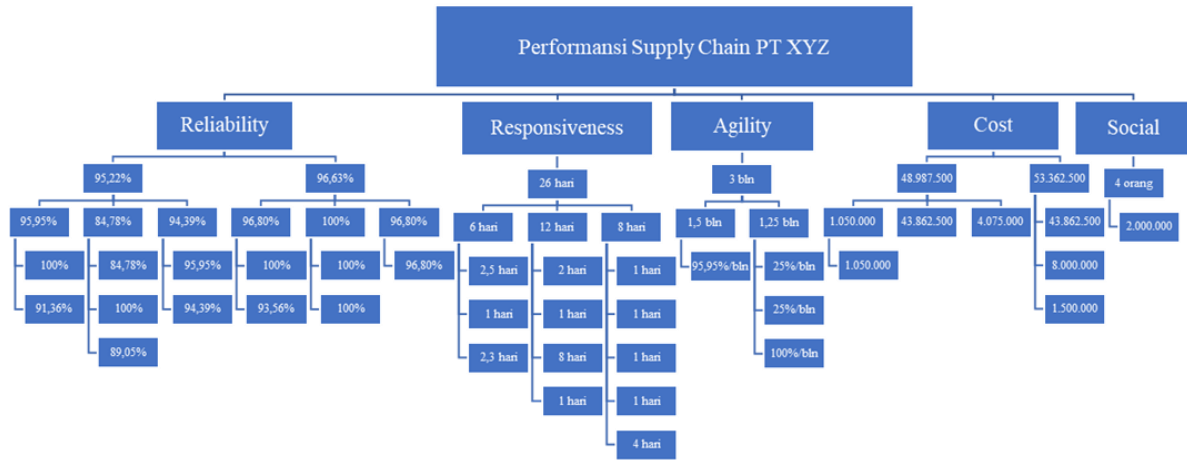 Performansi Supply Chain PT XYZ
Reliability
Responsiveness
Agility
Cost
Social
95,22%
96,63%
26 hari
3 bln
48.987.500
53.362.500
4 orang
95,95%
84,78%
94,39%
96,80%
100%
96,80%
6 hari
12 hari
8 hari
1,5 bln
1,25 bln
1.050.000
43.862.500
4.075.000
43.862.500
2.000.000
100%
84,78%
95,95%
100%
100%
96,80%
2,5 hari
2 hari
1 hari
95,95%/bln
25%/bln
1.050.000
8.000.000
91,36%
100%
94,39%
93,56%
100%
1 hari
1 hari
1 hari
25%/bln
1.500.000
89,05%
2,3 hari
8 hari
1 hari
100%/bln
1 hari
1 hari
4 hari